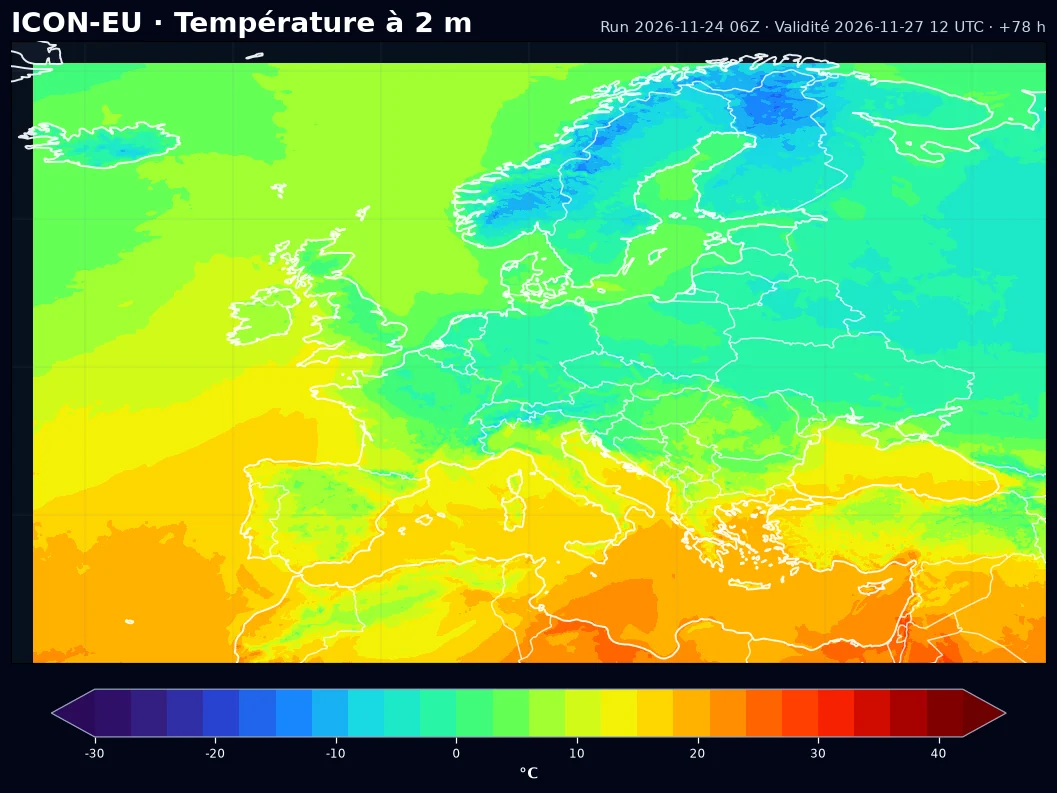 ICON-EU · Température à 2 m
Run 2026-11-24 06Z · Validité 2026-11-27 12 UTC · +78 h
-30 -20 -10 0 10 20 30 40
°C